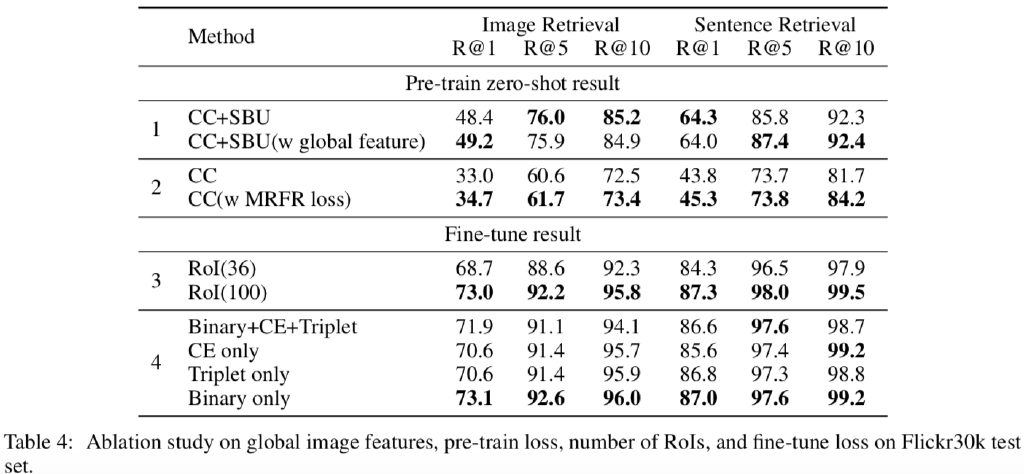 Method Image Retrieval Sentence Retrieval
R@1 R@5 R@10 R@1 R@5 R@10
Pre-train zero-shot result
1 CC+SBU 48.4 76.0 85.2 64.3 85.8 92.3
CC+SBU(w global feature) 49.2 75.9 84.9 64.0 87.4 92.4
2 CC 33.0 60.6 72.5 43.8 73.7 81.7
CC(w MRFR loss) 34.7 61.7 73.4 45.3 73.8 84.2
Fine-tune result
3 RoI(36) 68.7 88.6 92.3 84.3 96.5 97.9
RoI(100) 73.0 92.2 95.8 87.3 98.0 99.5
4 Binary+CE+Triplet 71.9 91.1 94.1 86.6 97.6 98.7
CE only 70.6 91.4 95.7 85.6 97.4 99.2
Triplet only 70.6 91.4 95.9 86.8 97.3 98.8
Binary only 73.1 92.6 96.0 87.0 97.6 99.2
Table 4: Ablation study on global image features, pre-train loss, number of RoIs, and fine-tune loss on Flickr30k test
set.